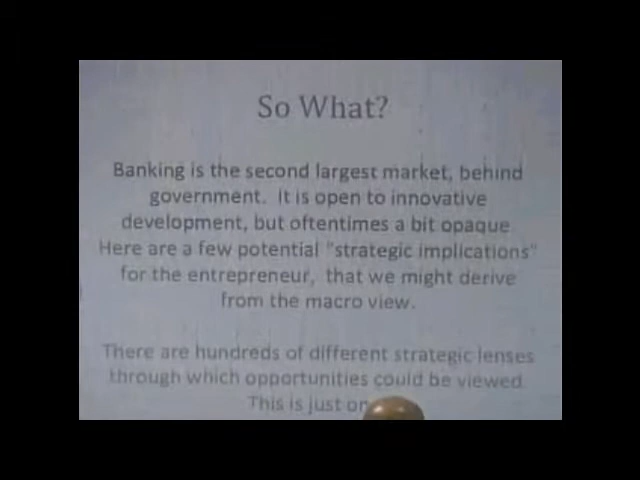 So What?
Banking is the second largest market, behind
government. It is open to innovative
development, but oftentimes a bit opaque
Here are a few potential "strategic implications"
for the entrepreneur, that we might derive
from the macro view.
There are hundreds of different strategic lenses
through which opportunities could be viewed.
This is just